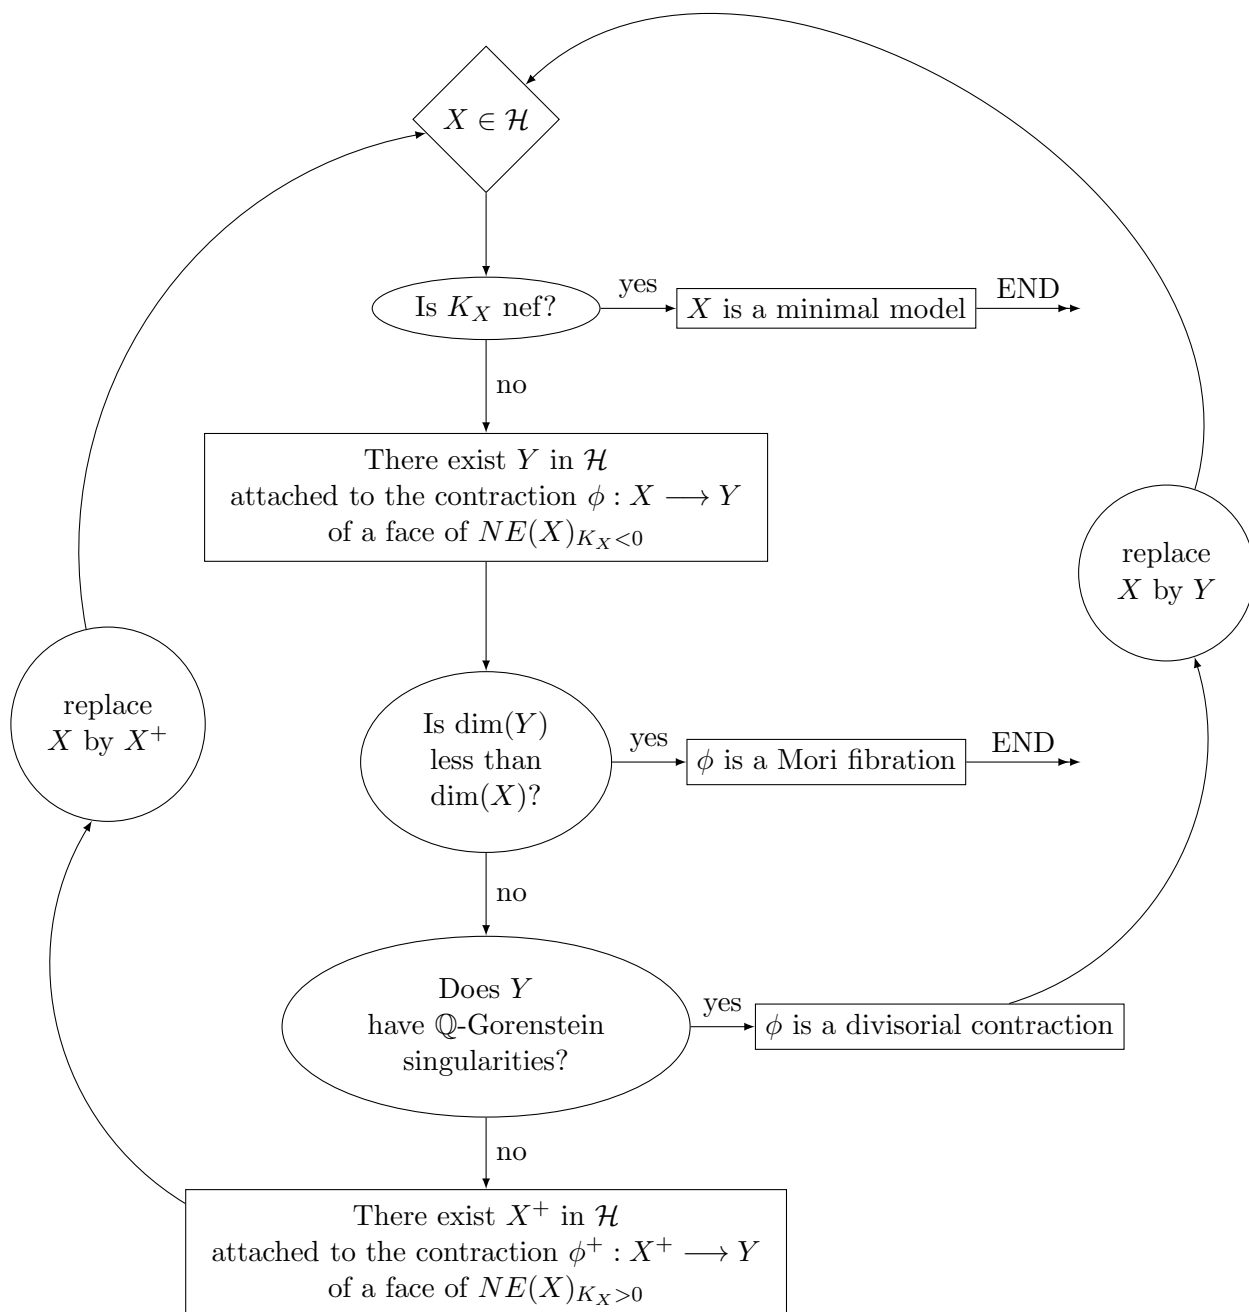 X ∈ ℋ
Is K_X nef?
yes
X is a minimal model
END
no
There exist Y in ℋ
attached to the contraction ϕ : X ⟶ Y
of a face of NE(X)_{K_X<0}
replace
X by Y
replace
X by X⁺
Is dim(Y)
less than
dim(X)?
yes
ϕ is a Mori fibration
END
no
Does Y
have ℚ-Gorenstein
singularities?
yes
ϕ is a divisorial contraction
no
There exist X⁺ in ℋ
attached to the contraction ϕ⁺ : X⁺ ⟶ Y
of a face of NE(X)_{K_X>0}